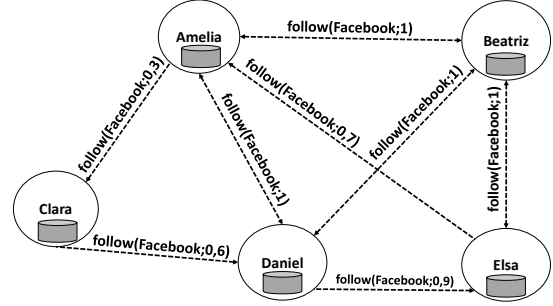 Amelia
follow(Facebook;1)
Beatriz
follow(Facebook;0,3)
follow(Facebook;1)
follow(Facebook;0,7)
follow(Facebook;1)
follow(Facebook;1)
Clara
follow(Facebook;0,6)
Daniel
follow(Facebook;0,9)
Elsa